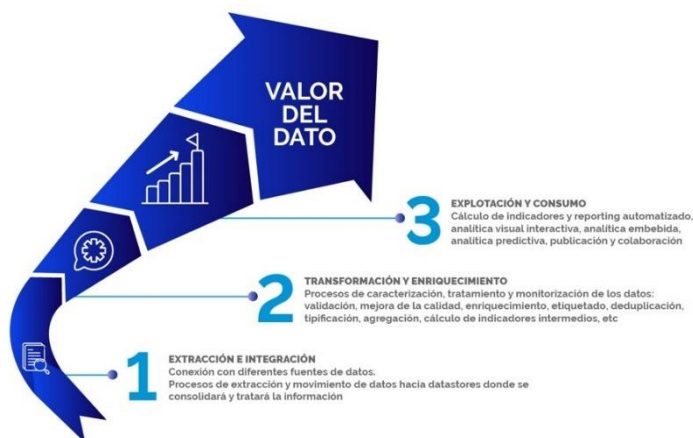 VALOR
DEL
DATO
3
EXPLOTACIÓN Y CONSUMO
Cálculo de indicadores y reporting automatizado,
analítica visual interactiva, analítica embebida,
analítica predictiva, publicación y colaboración
2
TRANSFORMACIÓN Y ENRIQUECIMIENTO
Procesos de caracterización, tratamiento y monitorización de los datos:
validación, mejora de la calidad, enriquecimiento, etiquetado, deduplicación,
tipificación, agregación, cálculo de indicadores intermedios, etc
1
EXTRACCIÓN E INTEGRACIÓN
Conexión con diferentes fuentes de datos.
Procesos de extracción y movimiento de datos hacia datastores donde se
consolidará y tratará la información